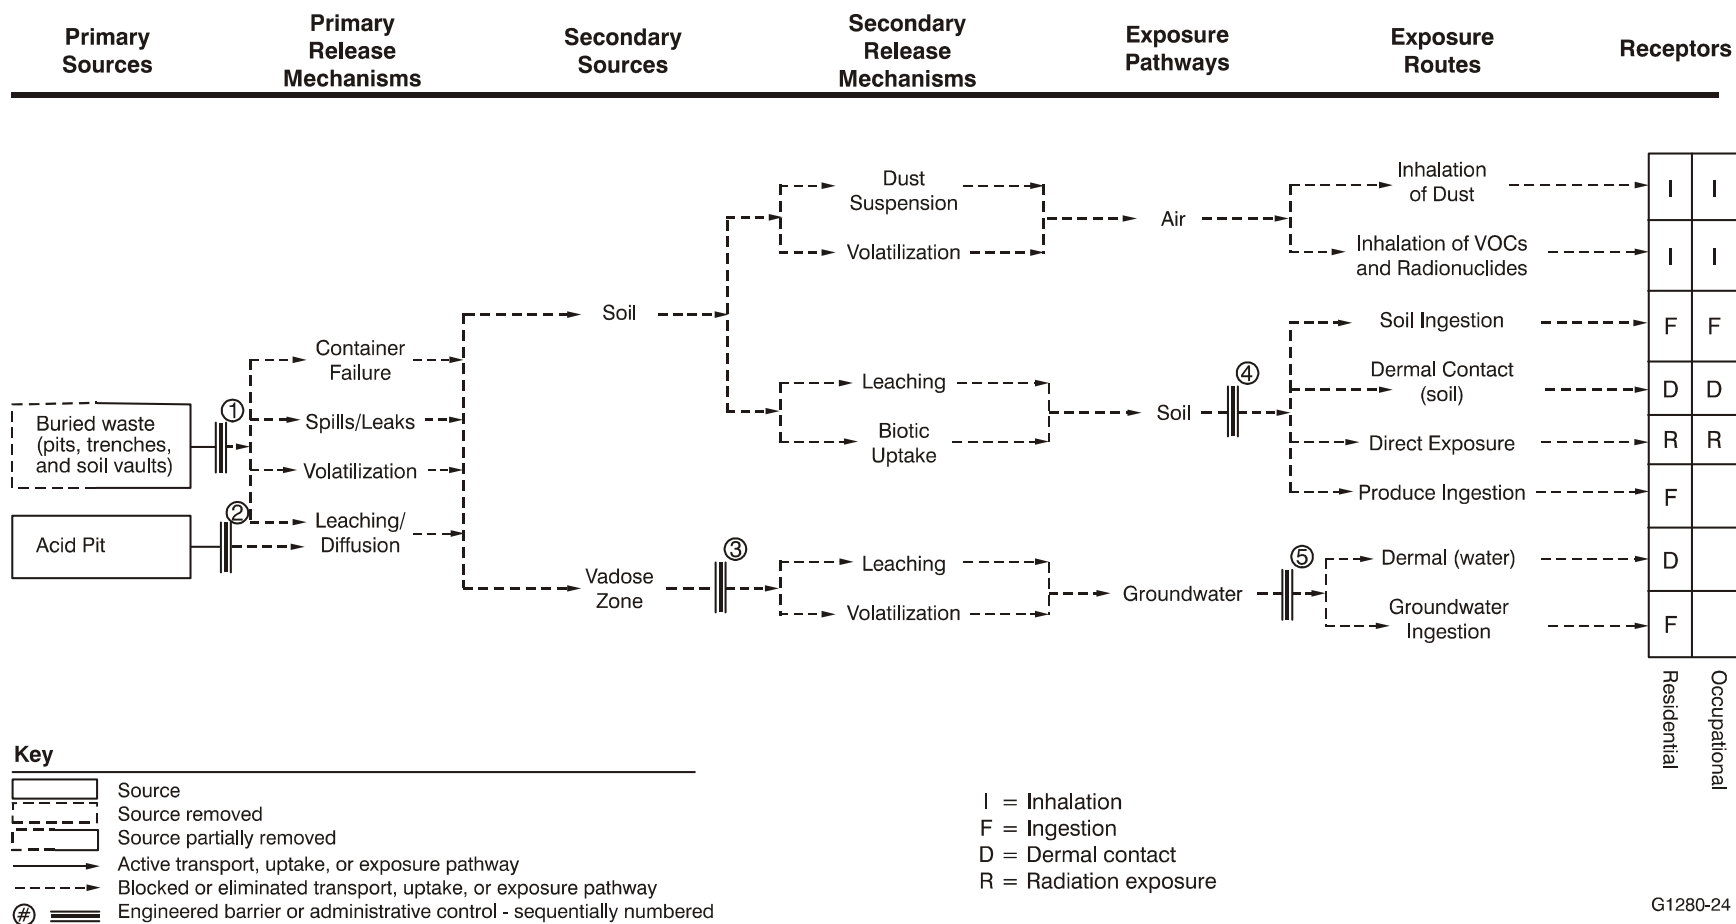 Primary
Sources
Primary
Release
Mechanisms
Secondary
Sources
Secondary
Release
Mechanisms
Exposure
Pathways
Exposure
Routes
Receptors
Buried waste
(pits, trenches,
and soil vaults)
1
Acid Pit
2
Container
Failure
Spills/Leaks
Volatilization
Leaching/
Diffusion
Soil
Vadose
Zone
3
Dust
Suspension
Volatilization
Leaching
Biotic
Uptake
Leaching
Volatilization
Air
Soil
4
Groundwater
5
Inhalation
of Dust
Inhalation of VOCs
and Radionuclides
Soil Ingestion
Dermal Contact
(soil)
Direct Exposure
Produce Ingestion
Dermal (water)
Groundwater
Ingestion
I I
I I
F F
D D
R R
F
D
F
Residential
Occupational
Key
Source
Source removed
Source partially removed
Active transport, uptake, or exposure pathway
Blocked or eliminated transport, uptake, or exposure pathway
# Engineered barrier or administrative control - sequentially numbered
I = Inhalation
F = Ingestion
D = Dermal contact
R = Radiation exposure
G1280-24